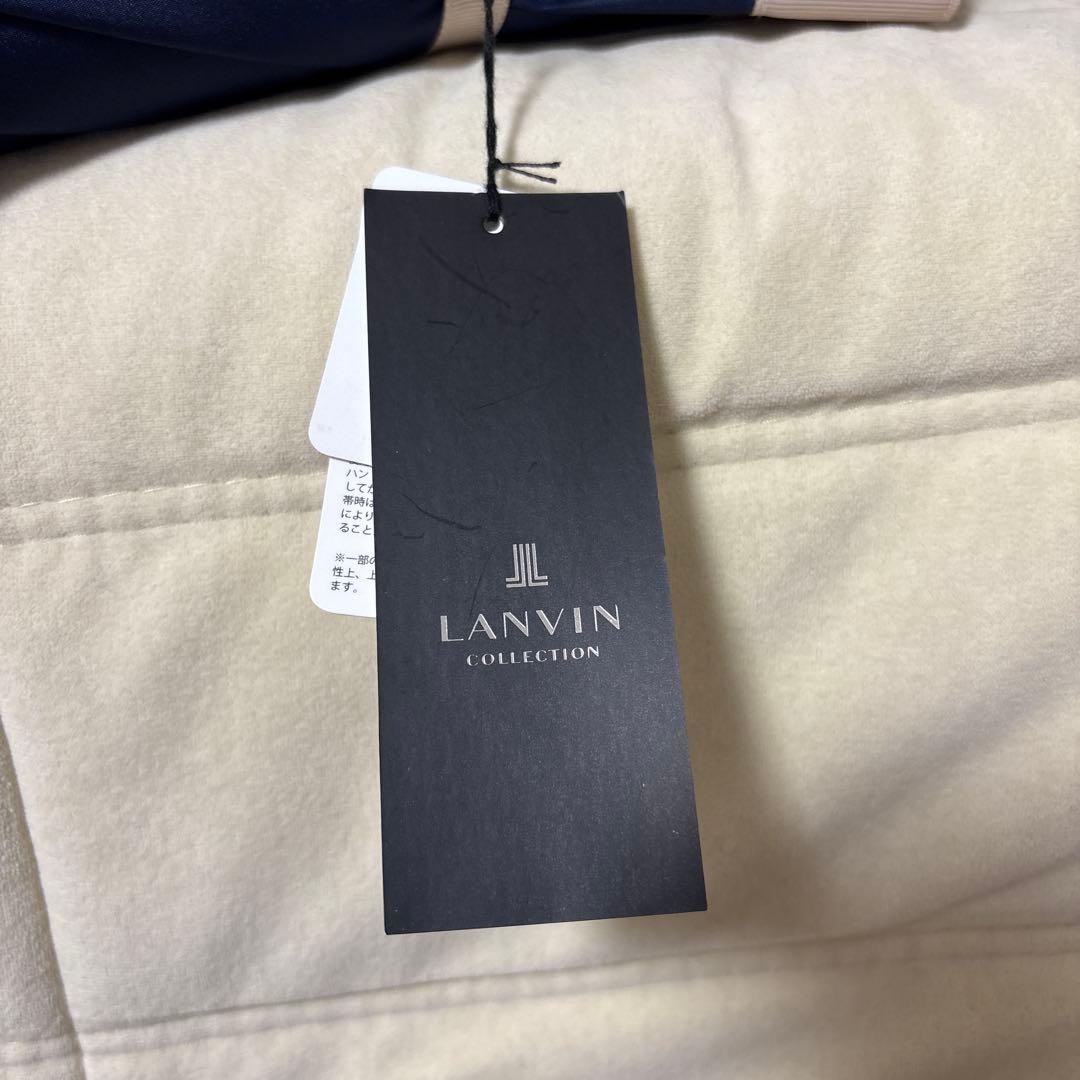 ハン
して
帯時は
により
ること
※一部の
性上、上
ます。
LANVIN
COLLECTION